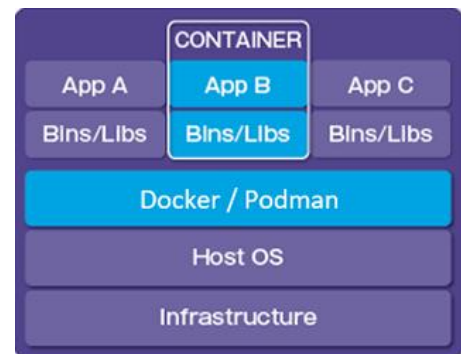 CONTAINER
App A App B App C
Bins/Libs Bins/Libs Bins/Libs
Docker / Podman
Host OS
Infrastructure